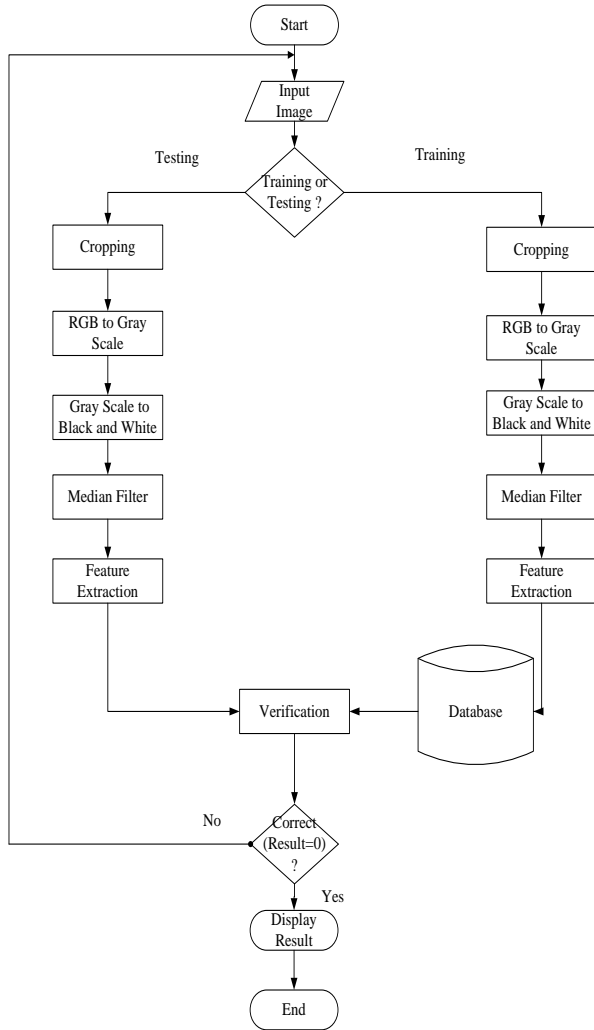 Start
Input
Image
Testing
Training
Training or
Testing ?
Cropping
Cropping
RGB to Gray
Scale
RGB to Gray
Scale
Gray Scale to
Black and White
Gray Scale to
Black and White
Median Filter
Median Filter
Feature
Extraction
Feature
Extraction
Verification
Database
No
Correct
(Result=0)
?
Yes
Display
Result
End